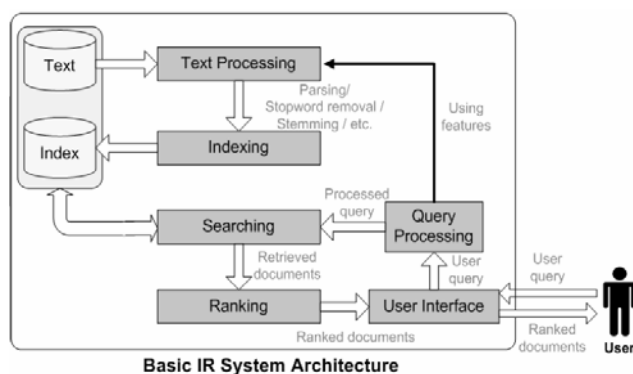 Text
Text Processing
Parsing/
Stopword removal /
Stemming / etc.
Using
features
Index
Indexing
Processed
query
Query
Processing
Searching
Retrieved
documents
User
query
User
query
Ranking
User Interface
Ranked documents
Ranked
documents
User
Basic IR System Architecture